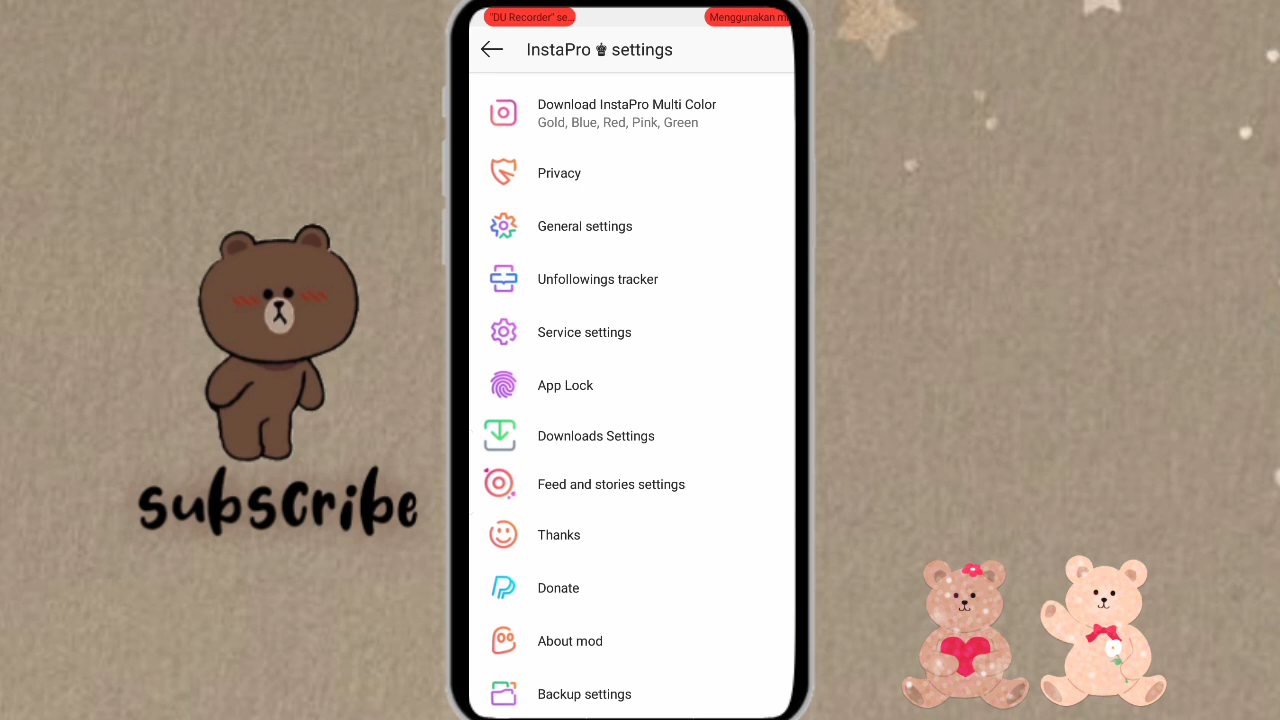 "DU Recorder" se...
Menggunakan
InstaPro ♚ settings
Download InstaPro Multi Color
Gold, Blue, Red, Pink, Green
Privacy
General settings
Unfollowings tracker
Service settings
App Lock
Downloads Settings
Feed and stories settings
Thanks
Donate
About mod
Backup settings
subscribe